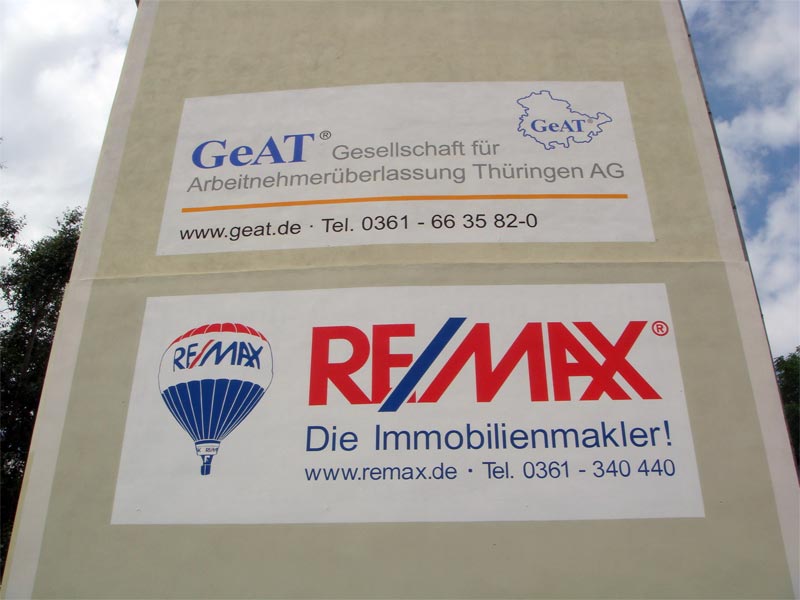 GeAT®
GeAT® Gesellschaft für
Arbeitnehmerüberlassung Thüringen AG
www.geat.de · Tel. 0361 - 66 35 82-0
RE/MAX
RE/MAX®
Die Immobilienmakler!
www.remax.de · Tel. 0361 - 340 440